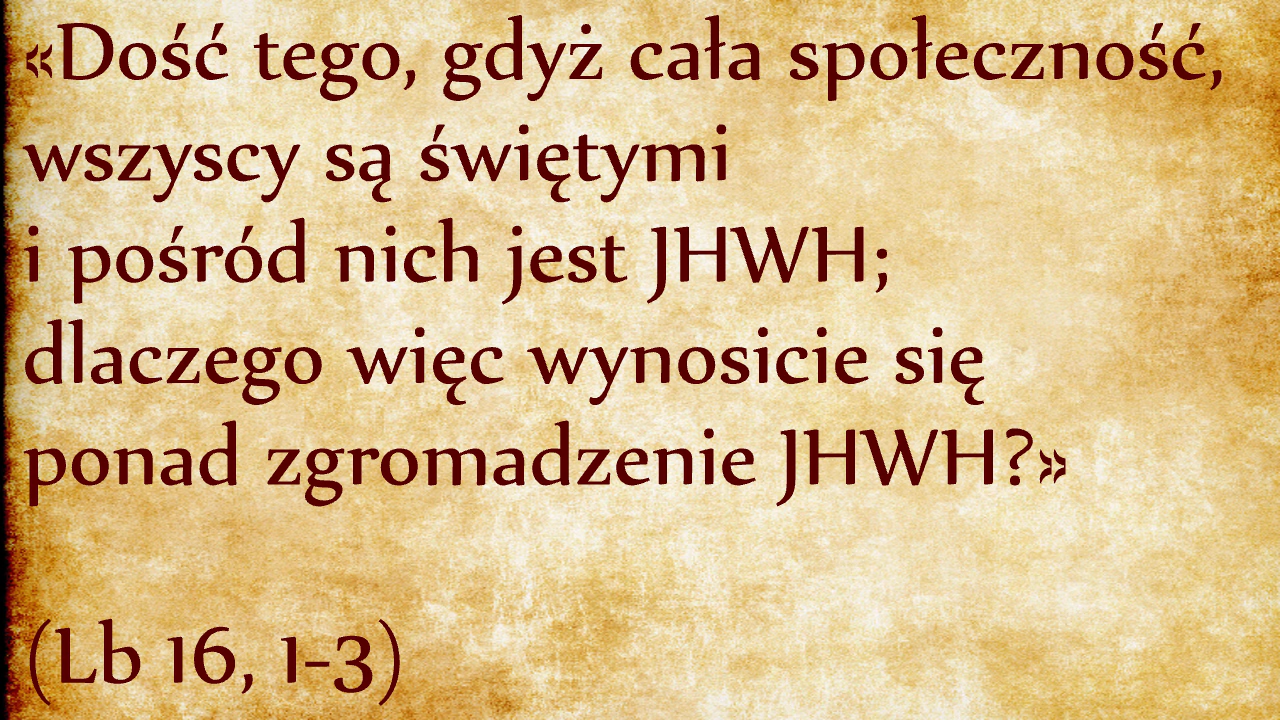 «Dość tego, gdyż cała społeczność,
wszyscy są świętymi
i pośród nich jest JHWH;
dlaczego więc wynosicie się
ponad zgromadzenie JHWH?»
(Lb 16, 1-3)